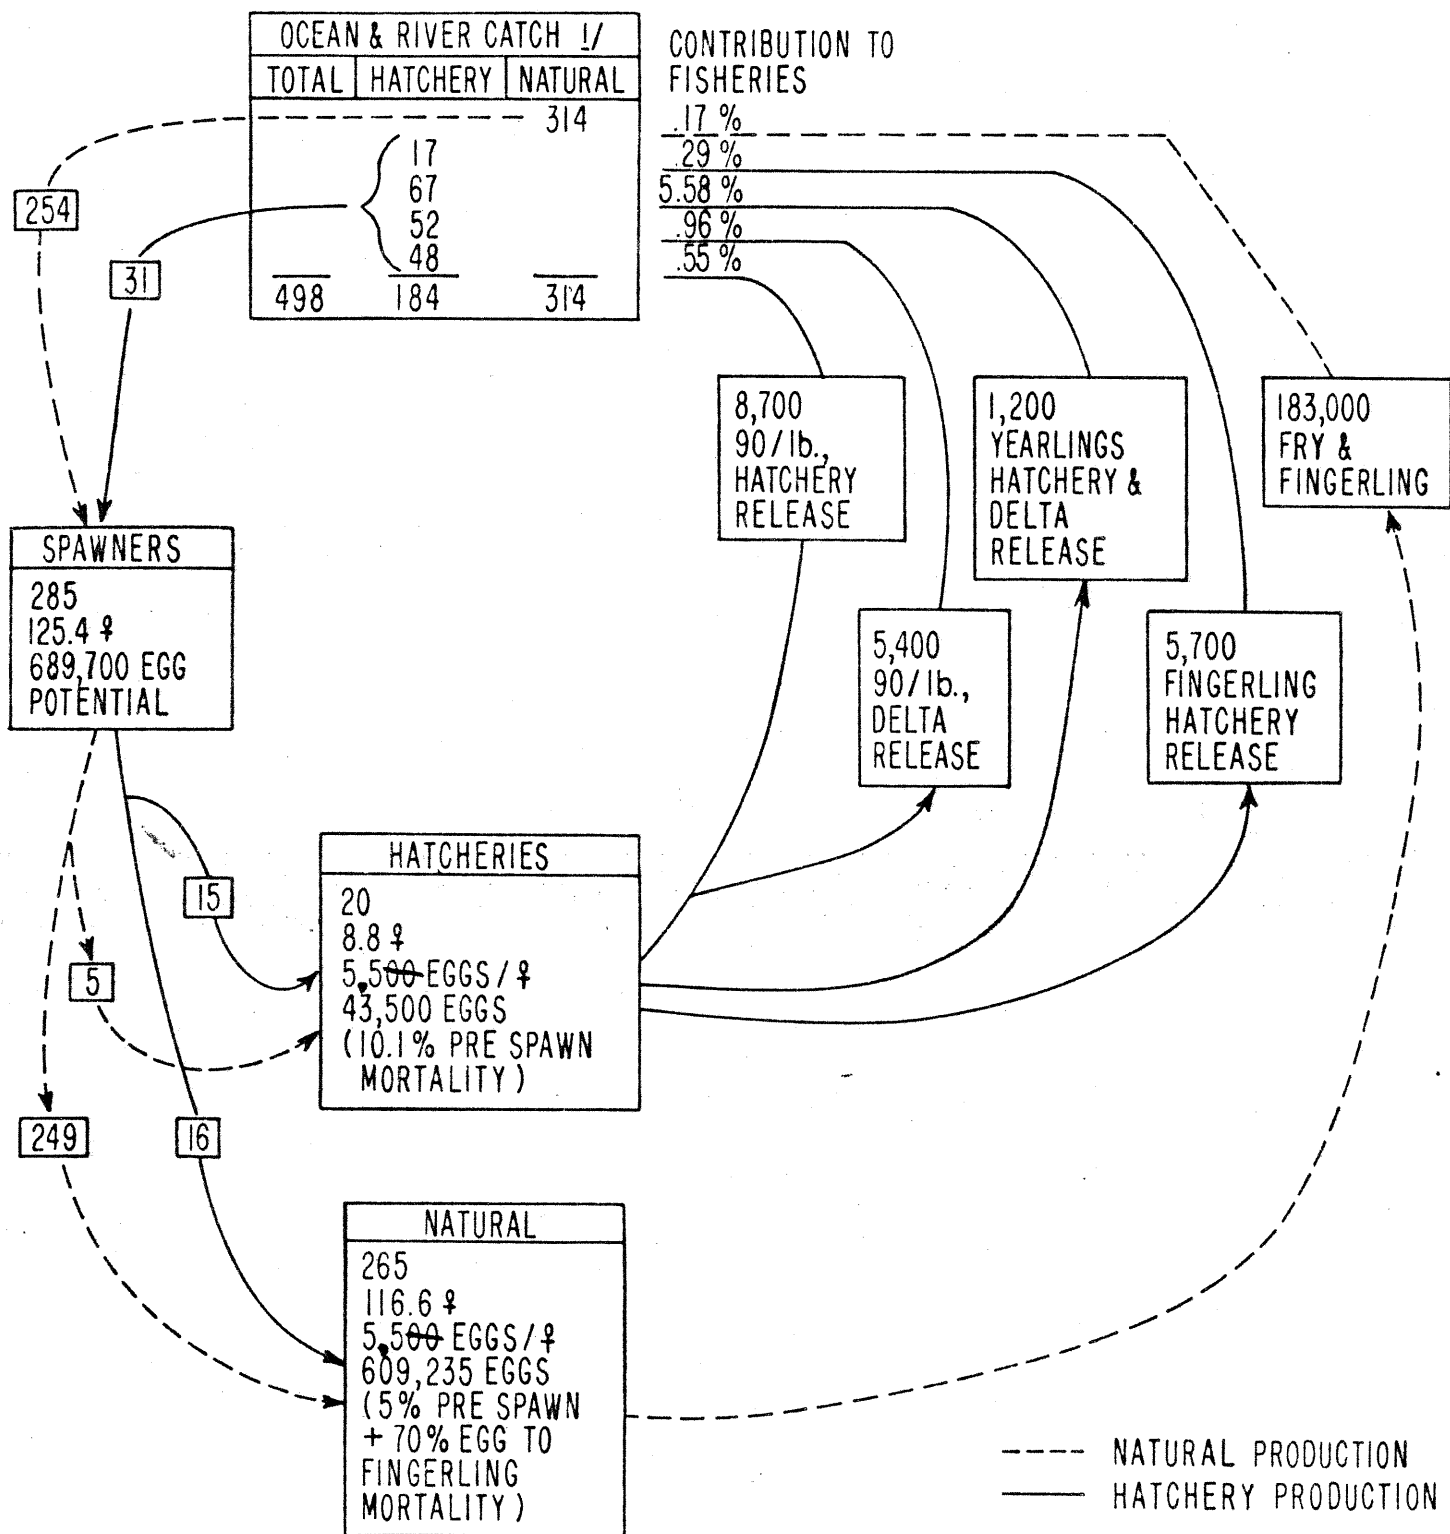 OCEAN & RIVER CATCH 1/
TOTAL HATCHERY NATURAL
314
17
67
52
48
498 184 314
CONTRIBUTION TO
FISHERIES
.17 %
.29 %
5.58 %
.96 %
.55 %
254
31
8,700
90/lb.,
HATCHERY
RELEASE
1,200
YEARLINGS
HATCHERY &
DELTA
RELEASE
183,000
FRY &
FINGERLING
SPAWNERS
285
125.4 ♀
689,700 EGG
POTENTIAL
5,400
90/lb.,
DELTA
RELEASE
5,700
FINGERLING
HATCHERY
RELEASE
15
5
HATCHERIES
20
8.8 ♀
5,500 EGGS/♀
43,500 EGGS
(10.1% PRE SPAWN
MORTALITY)
249
16
NATURAL
265
116.6 ♀
5,500 EGGS/♀
609,235 EGGS
(5% PRE SPAWN
+ 70% EGG TO
FINGERLING
MORTALITY)
NATURAL PRODUCTION
HATCHERY PRODUCTION